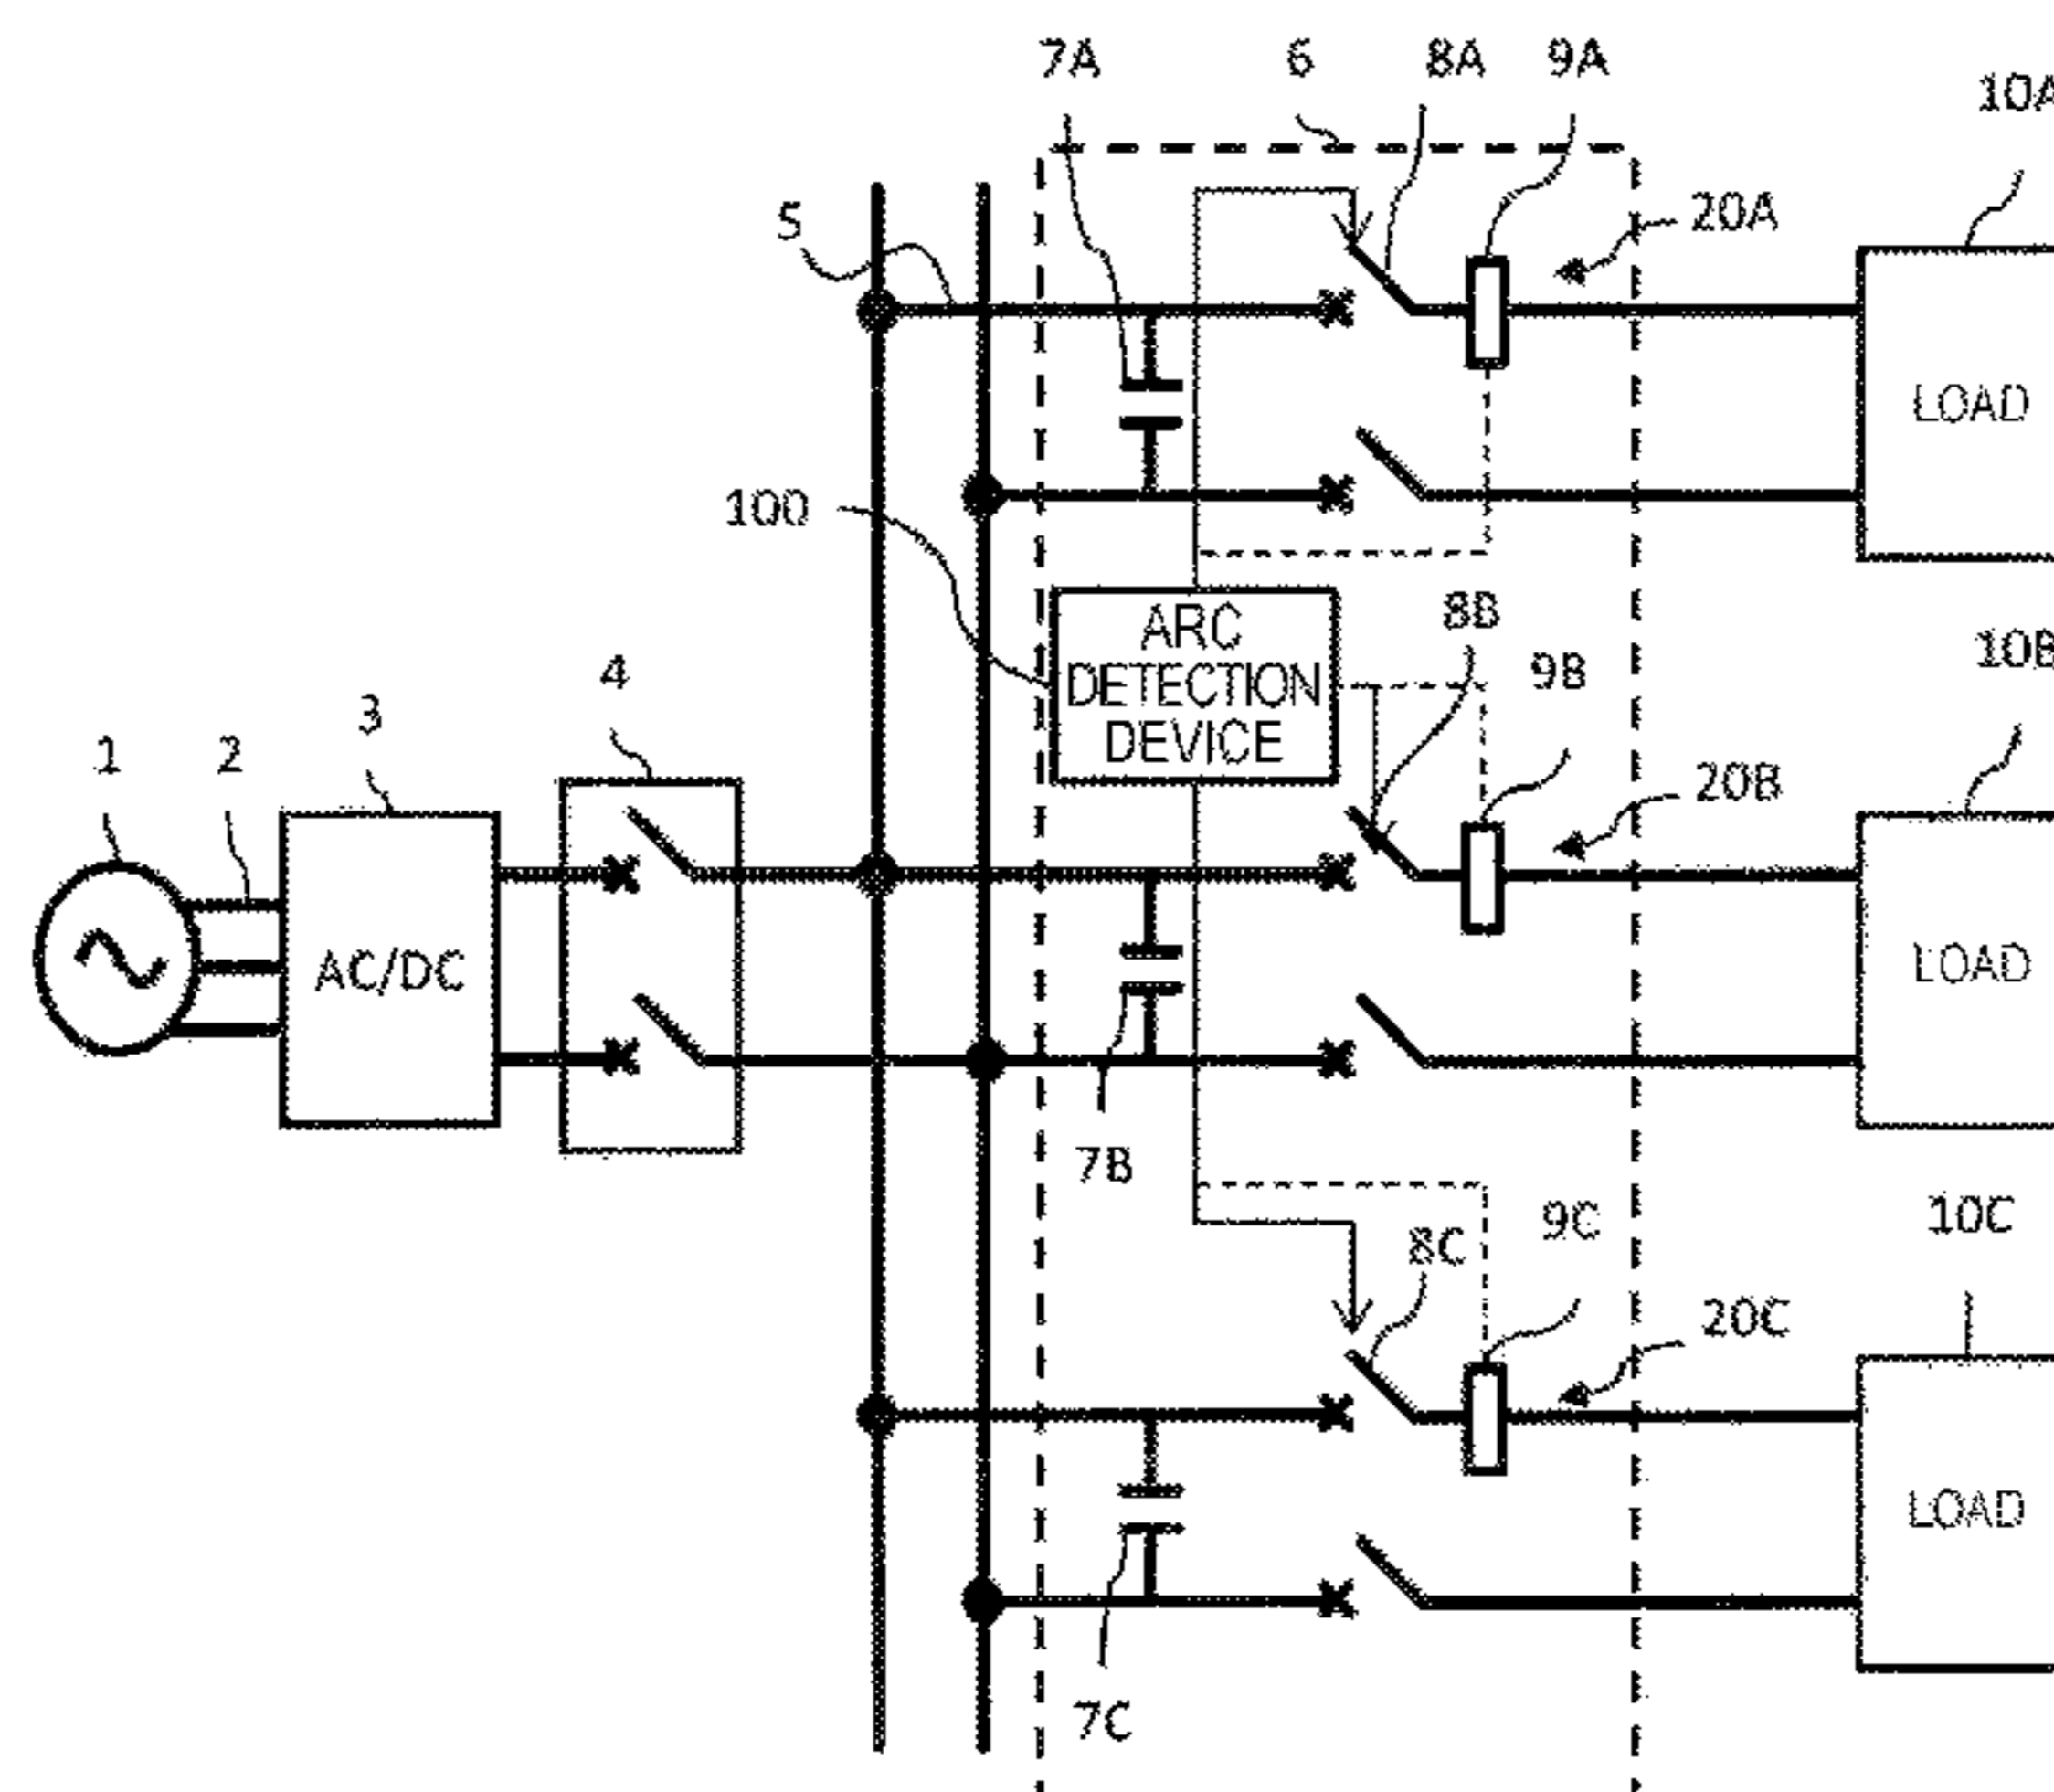 7A
6
8A
9A
10A
5
20A
LOAD
100
ARC
DETECTION
DEVICE
8B
9B
10B
4
3
1
2
20B
AC/DC
LOAD
7B
8C
9C
10C
20C
LOAD
7C